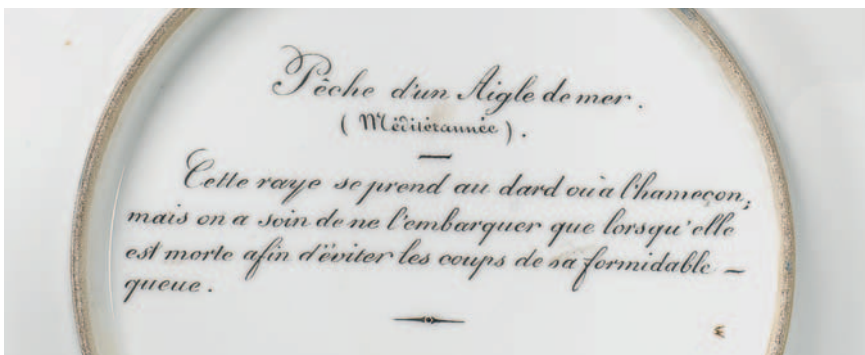 Pêche d'un Aigle de mer.
(Méditérannée).
Cette raye se prend au dard ou à l'hameçon,
mais on a soin de ne l'embarquer que lorsqu'elle
est morte afin d'éviter les coups de sa formidable –
queue.